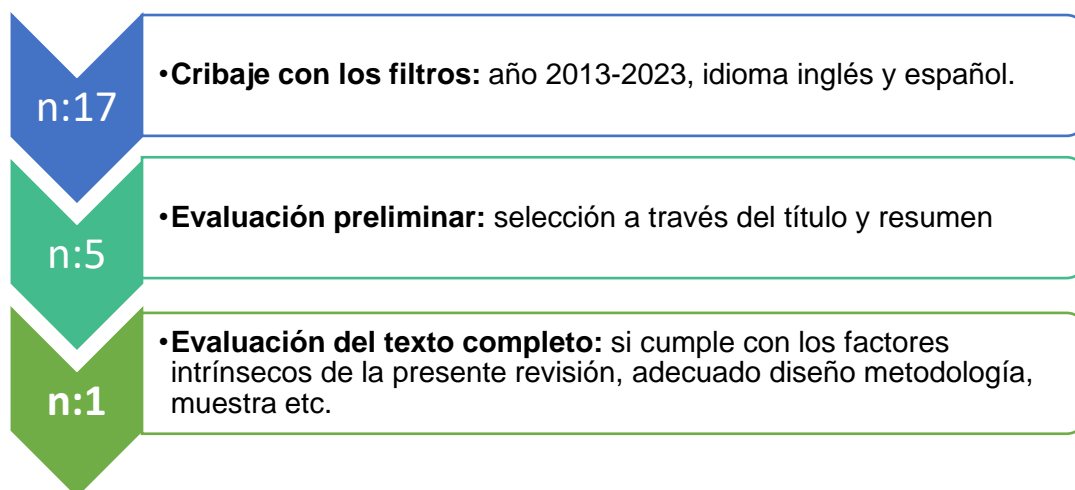 n:17
•Cribaje con los filtros: año 2013-2023, idioma inglés y español.
n:5
•Evaluación preliminar: selección a través del título y resumen
n:1
•Evaluación del texto completo: si cumple con los factores
intrínsecos de la presente revisión, adecuado diseño metodología,
muestra etc.